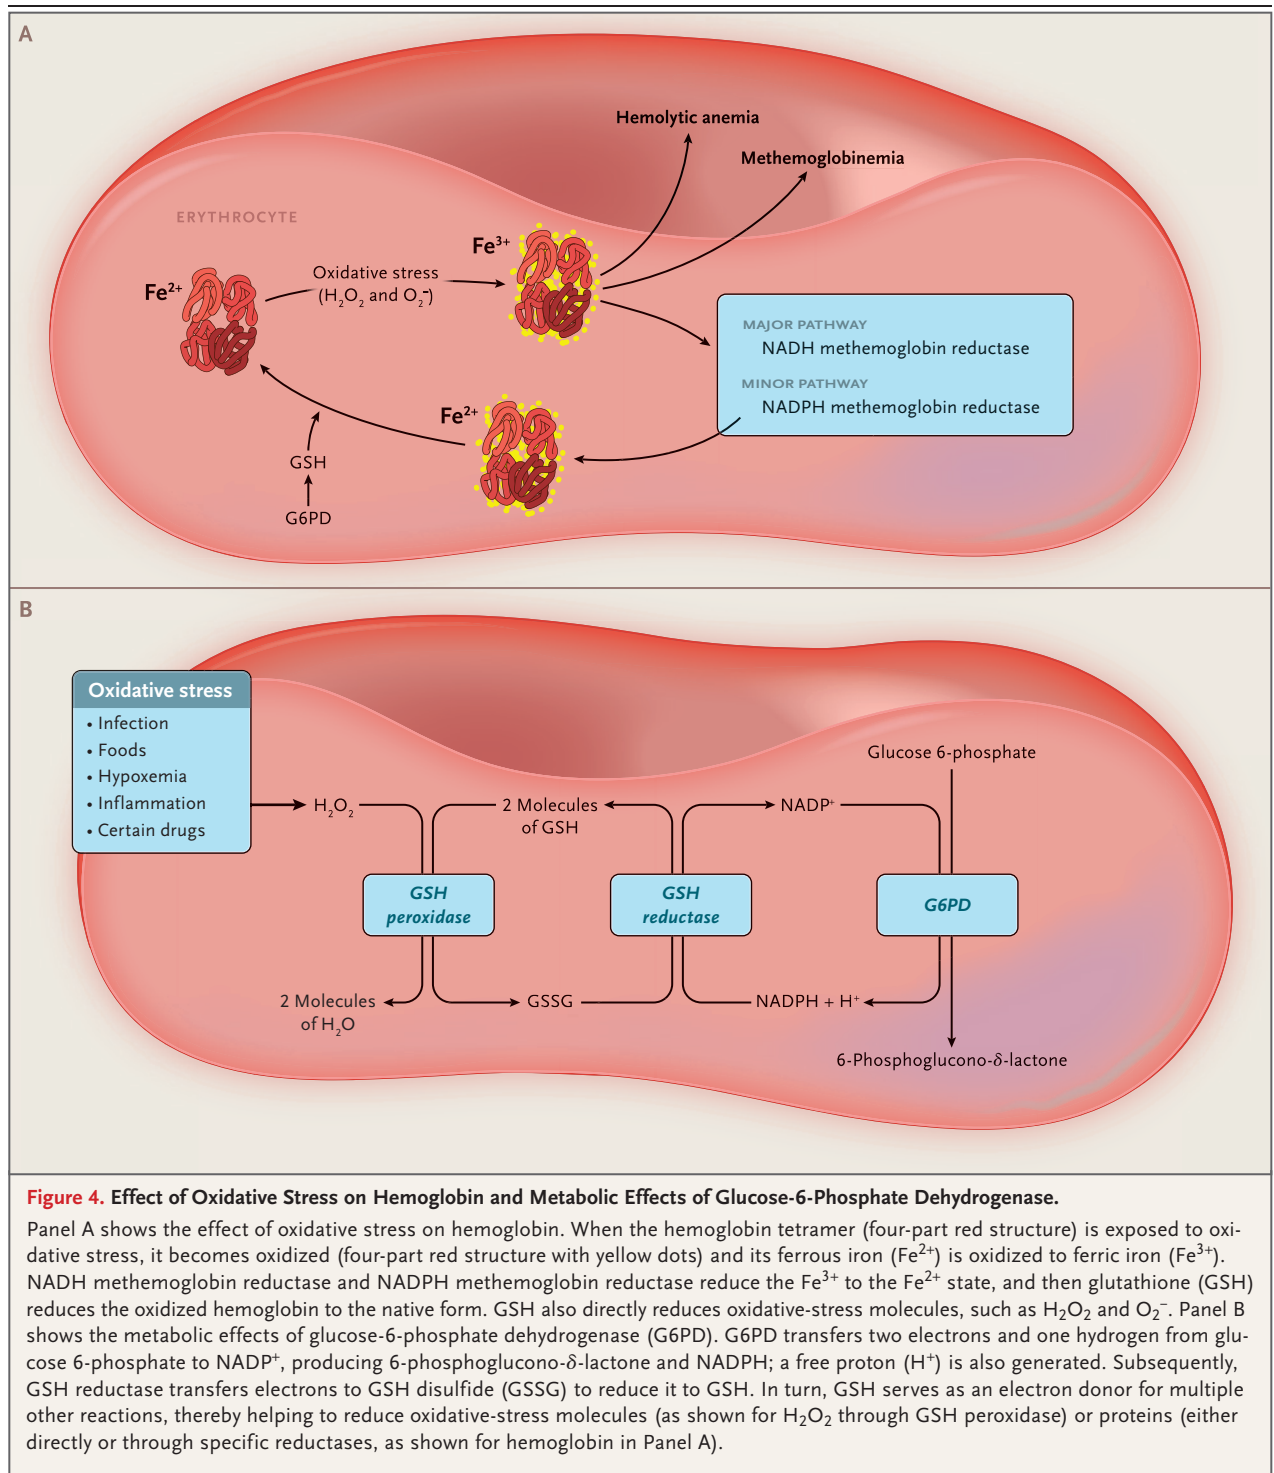 A
Hemolytic anemia
Methemoglobinemia
ERYTHROCYTE
Fe³⁺
Oxidative stress
(H₂O₂ and O₂⁻)
Fe²⁺
MAJOR PATHWAY
NADH methemoglobin reductase
MINOR PATHWAY
NADPH methemoglobin reductase
Fe²⁺
GSH
G6PD
B
Oxidative stress
• Infection
• Foods
• Hypoxemia
• Inflammation
• Certain drugs
Glucose 6-phosphate
H₂O₂
2 Molecules
of GSH
NADP⁺
GSH
peroxidase
GSH
reductase
G6PD
2 Molecules
of H₂O
GSSG
NADPH + H⁺
6-Phosphoglucono-δ-lactone
Figure 4. Effect of Oxidative Stress on Hemoglobin and Metabolic Effects of Glucose-6-Phosphate Dehydrogenase.
Panel A shows the effect of oxidative stress on hemoglobin. When the hemoglobin tetramer (four-part red structure) is exposed to oxi-
dative stress, it becomes oxidized (four-part red structure with yellow dots) and its ferrous iron (Fe²⁺) is oxidized to ferric iron (Fe³⁺).
NADH methemoglobin reductase and NADPH methemoglobin reductase reduce the Fe³⁺ to the Fe²⁺ state, and then glutathione (GSH)
reduces the oxidized hemoglobin to the native form. GSH also directly reduces oxidative-stress molecules, such as H₂O₂ and O₂⁻. Panel B
shows the metabolic effects of glucose-6-phosphate dehydrogenase (G6PD). G6PD transfers two electrons and one hydrogen from glu-
cose 6-phosphate to NADP⁺, producing 6-phosphoglucono-δ-lactone and NADPH; a free proton (H⁺) is also generated. Subsequently,
GSH reductase transfers electrons to GSH disulfide (GSSG) to reduce it to GSH. In turn, GSH serves as an electron donor for multiple
other reactions, thereby helping to reduce oxidative-stress molecules (as shown for H₂O₂ through GSH peroxidase) or proteins (either
directly or through specific reductases, as shown for hemoglobin in Panel A).